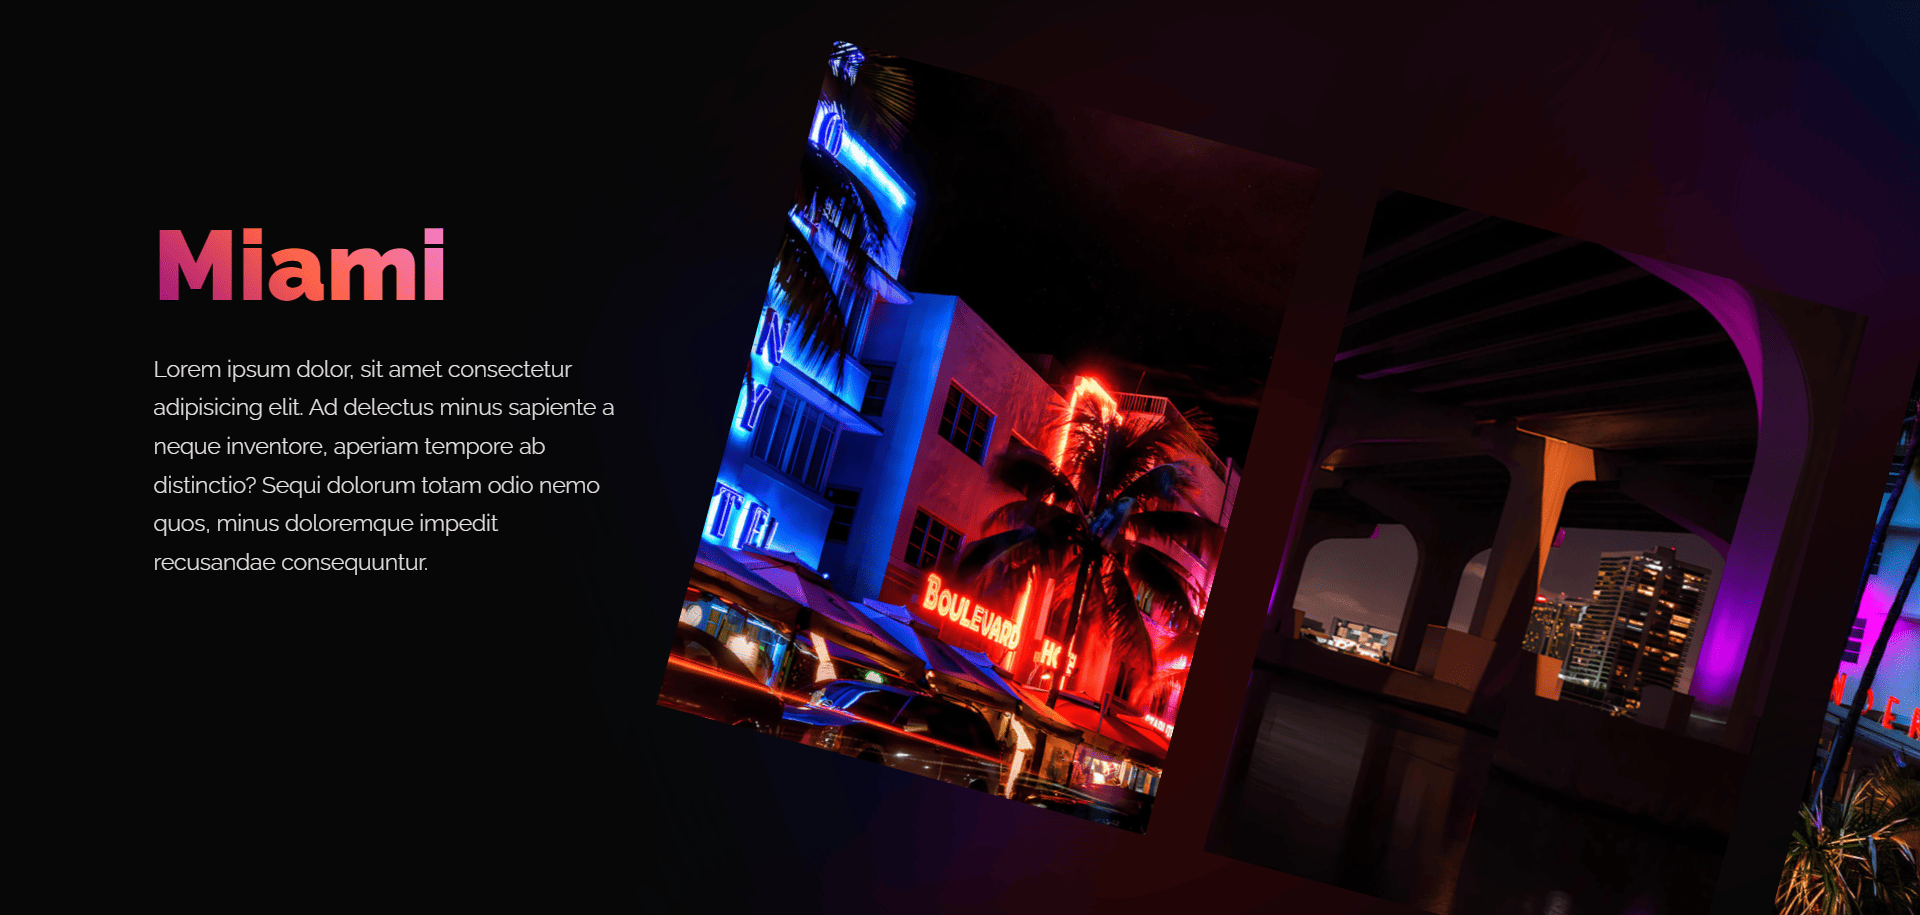 Miami
Lorem ipsum dolor, sit amet consectetur
adipisicing elit. Ad delectus minus sapiente a
neque inventore, aperiam tempore ab
distinctio? Sequi dolorum totam odio nemo
quos, minus doloremque impedit
recusandae consequuntur.
BOULEVARD